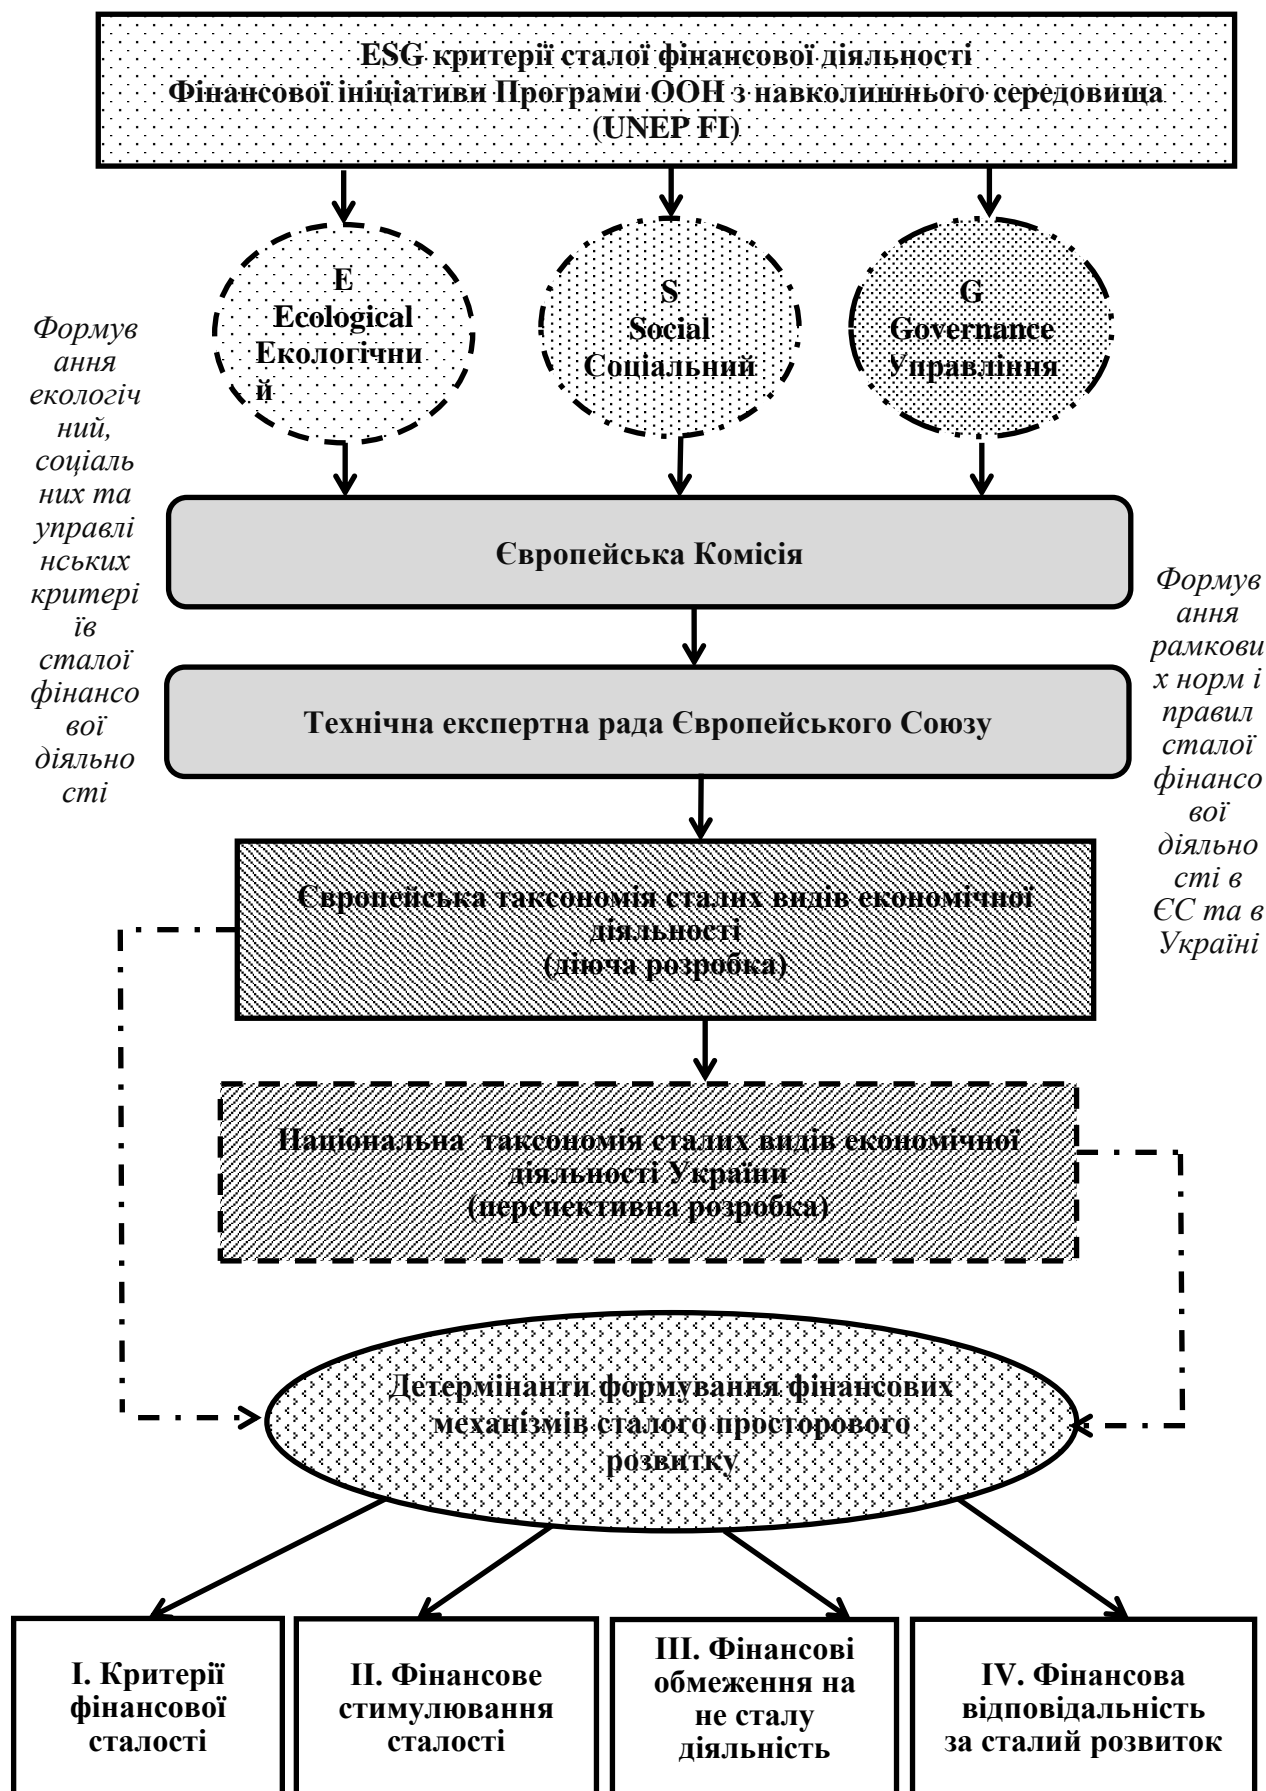 ESG критерії сталої фінансової діяльності
Фінансової ініціативи Програми ООН з навколишнього середовища
(UNEP FI)
E
Ecological
Екологічни
й
S
Social
Соціальний
G
Governance
Управління
Формув
ання
екологіч
ний,
соціаль
них та
управлі
нських
критері
їв
сталої
фінансо
вої
діяльно
сті
Європейська Комісія
Технічна експертна рада Європейського Союзу
Формув
ання
рамкови
х норм і
правил
сталої
фінансо
вої
діяльно
сті в
ЄС та в
Україні
Європейська таксономія сталих видів економічної
діяльності
(діюча розробка)
Національна таксономія сталих видів економічної
діяльності України
(перспективна розробка)
Детермінанти формування фінансових
механізмів сталого просторового
розвитку
I. Критерії
фінансової
сталості
II. Фінансове
стимулювання
сталості
III. Фінансові
обмеження на
не сталу
діяльність
IV. Фінансова
відповідальність
за сталий розвиток